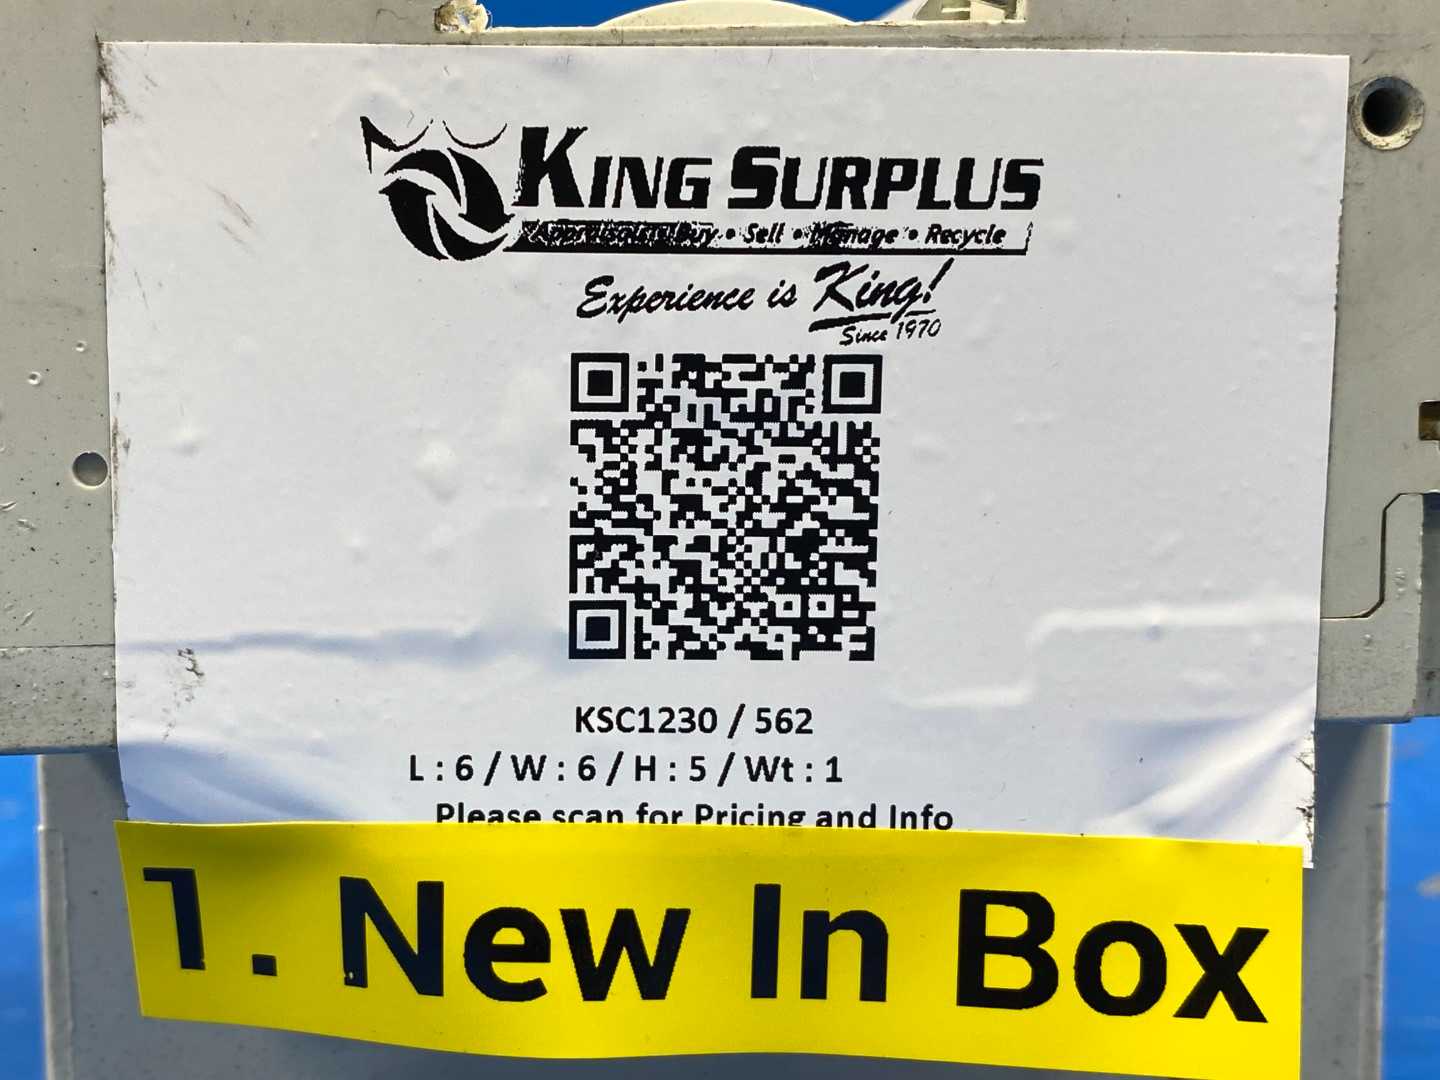 KING SURPLUS
Buy • Sell • Manage • Recycle
Experience is King!
Since 1970
KSC1230 / 562
L : 6 / W : 6 / H : 5 / Wt : 1
Please scan for Pricing and Info
1. New In Box